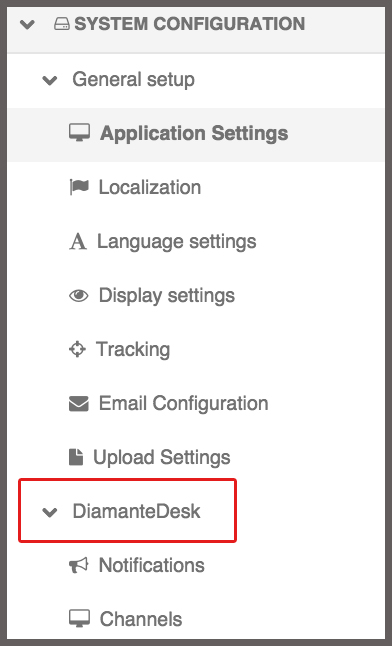 SYSTEM CONFIGURATION
General setup
Application Settings
Localization
Language settings
Display settings
Tracking
Email Configuration
Upload Settings
DiamanteDesk
Notifications
Channels